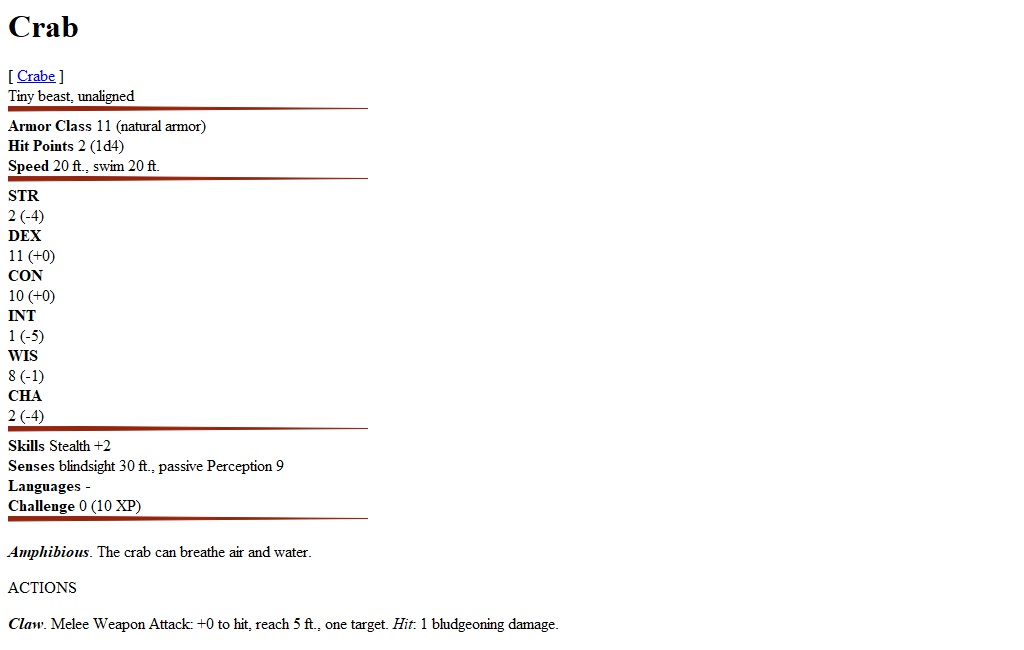 Crab
[ Crabe ]
Tiny beast, unaligned
Armor Class 11 (natural armor)
Hit Points 2 (1d4)
Speed 20 ft., swim 20 ft.
STR
2 (-4)
DEX
11 (+0)
CON
10 (+0)
INT
1 (-5)
WIS
8 (-1)
CHA
2 (-4)
Skills Stealth +2
Senses blindsight 30 ft., passive Perception 9
Languages -
Challenge 0 (10 XP)
Amphibious. The crab can breathe air and water.
ACTIONS
Claw. Melee Weapon Attack: +0 to hit, reach 5 ft., one target. Hit: 1 bludgeoning damage.